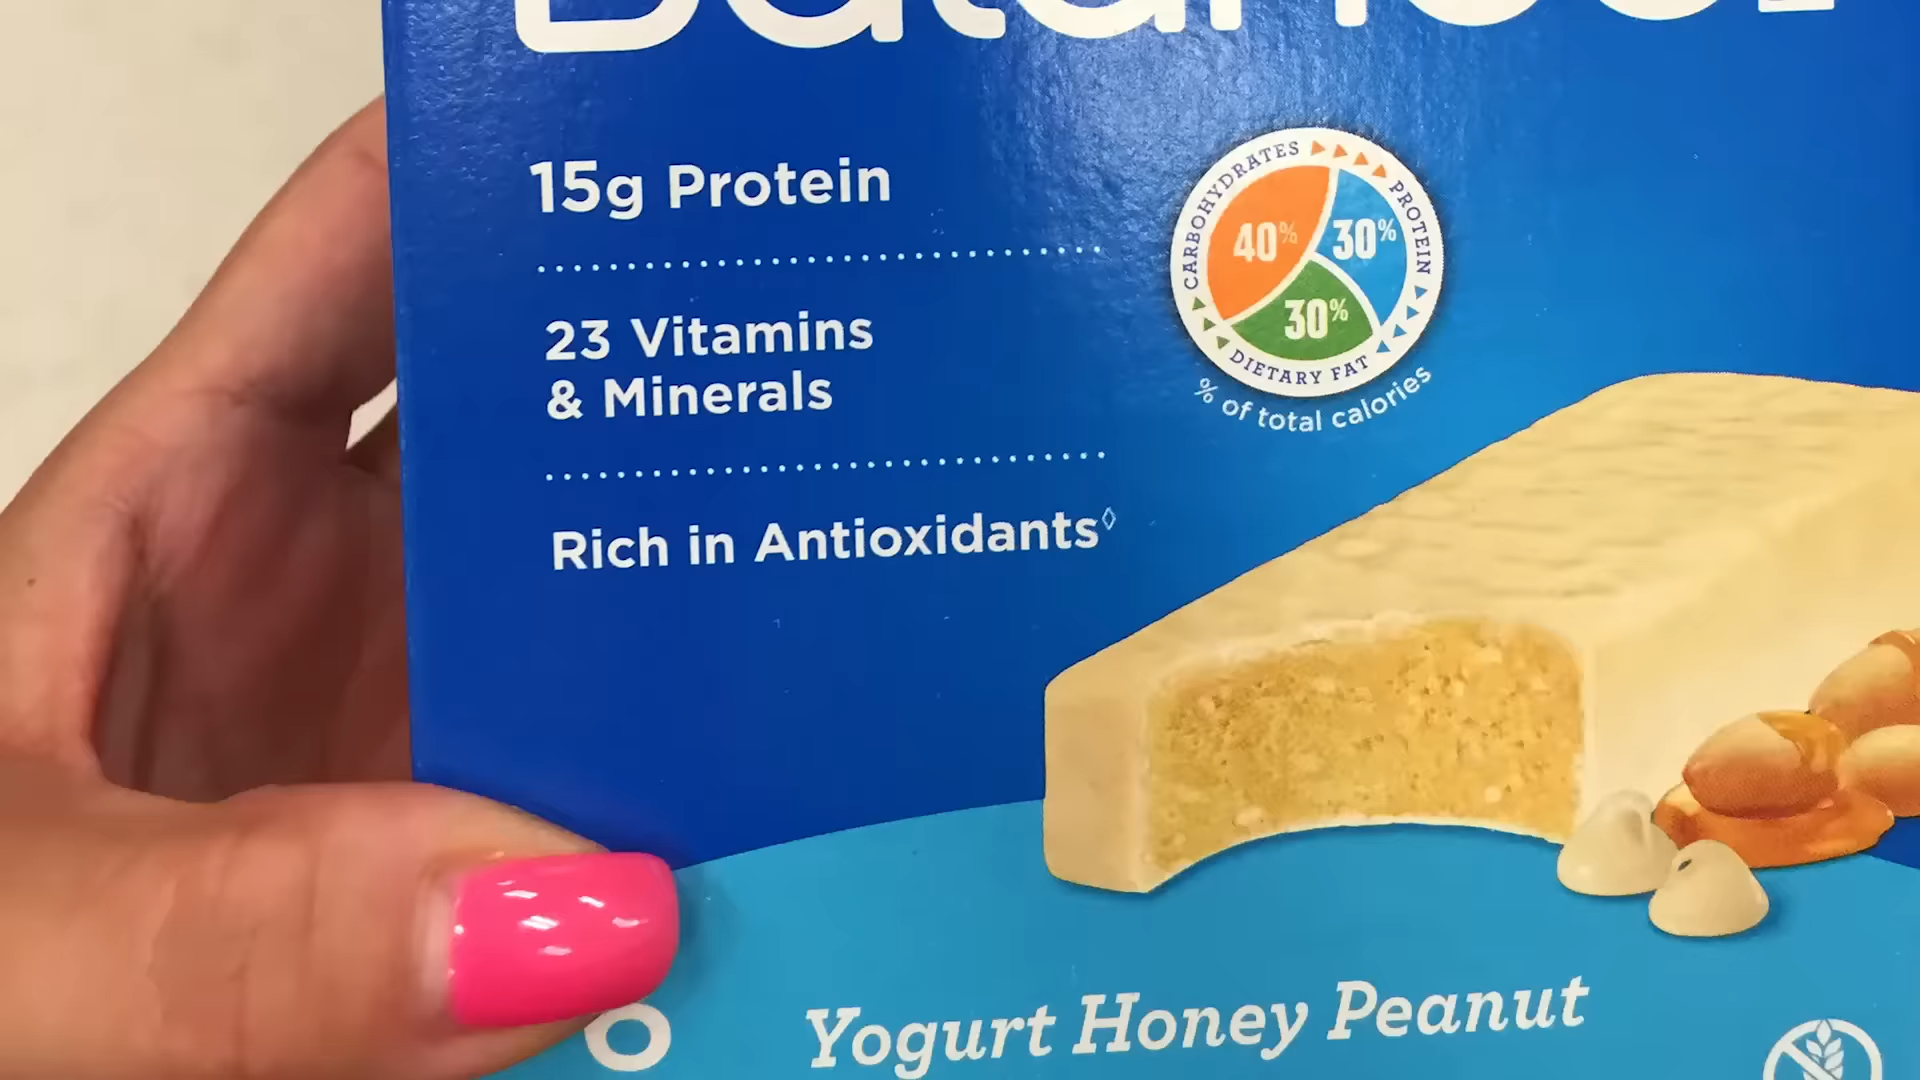 Balance
15g Protein
23 Vitamins
& Minerals
Rich in Antioxidants◊
CARBOHYDRATES
PROTEIN
40%
30%
30%
DIETARY FAT
% of total calories
Yogurt Honey Peanut